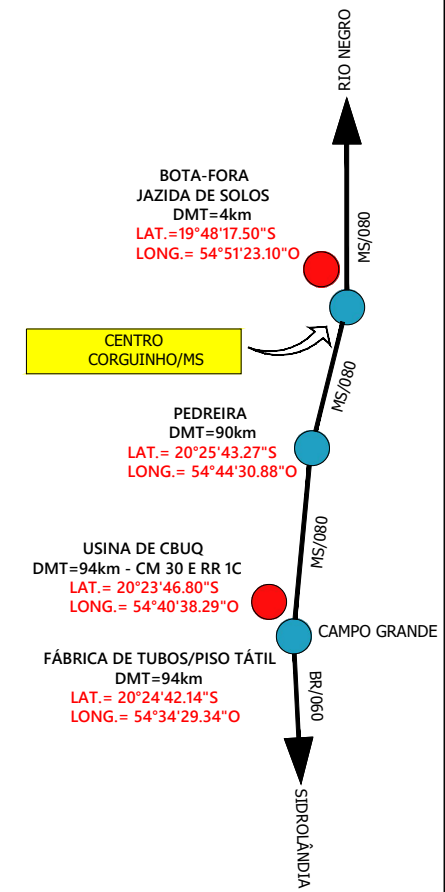 RIO NEGRO
BOTA-FORA
JAZIDA DE SOLOS
DMT=4km
LAT.=19°48'17.50"S
LONG.= 54°51'23.10"O
MS/080
CENTRO
CORGUINHO/MS
MS/080
PEDREIRA
DMT=90km
LAT.= 20°25'43.27"S
LONG.= 54°44'30.88"O
MS/080
USINA DE CBUQ
DMT=94km - CM 30 E RR 1C
LAT.= 20°23'46.80"S
LONG.= 54°40'38.29"O
CAMPO GRANDE
FÁBRICA DE TUBOS/PISO TÁTIL
DMT=94km
LAT.= 20°24'42.14"S
LONG.= 54°34'29.34"O
BR/060
SIDROLÂNDIA